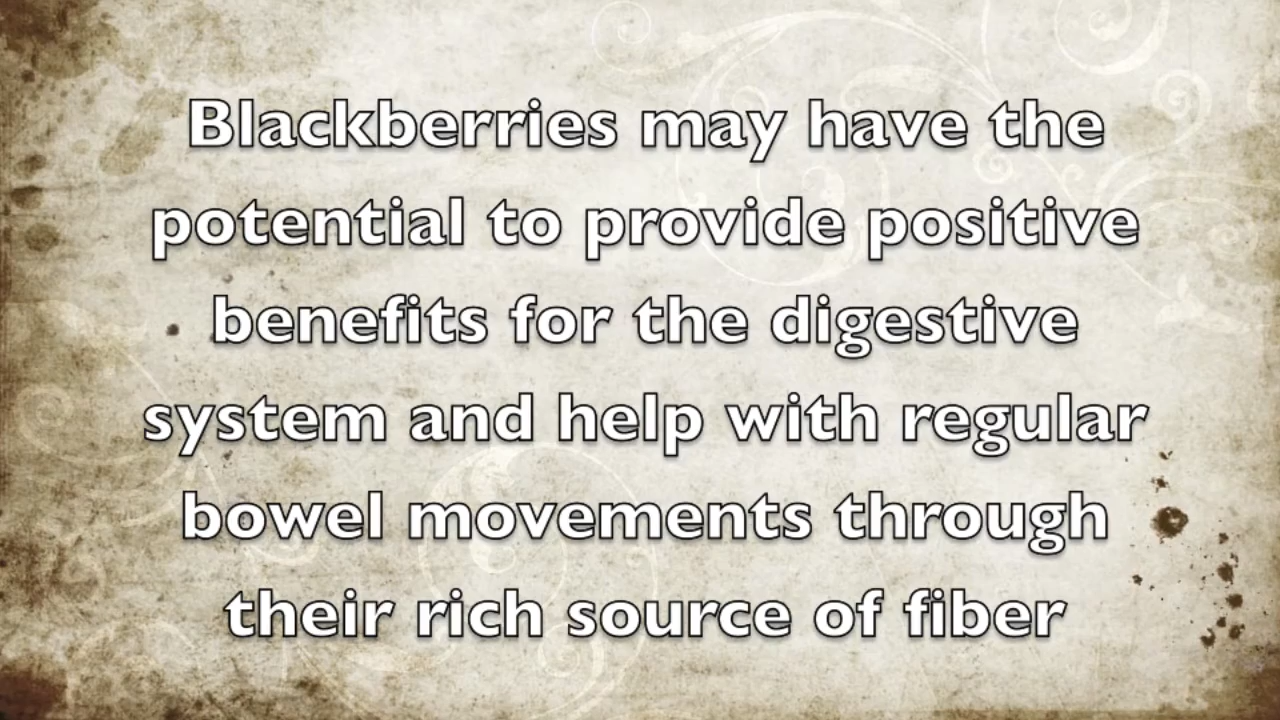 Blackberries may have the
potential to provide positive
benefits for the digestive
system and help with regular
bowel movements through
their rich source of fiber